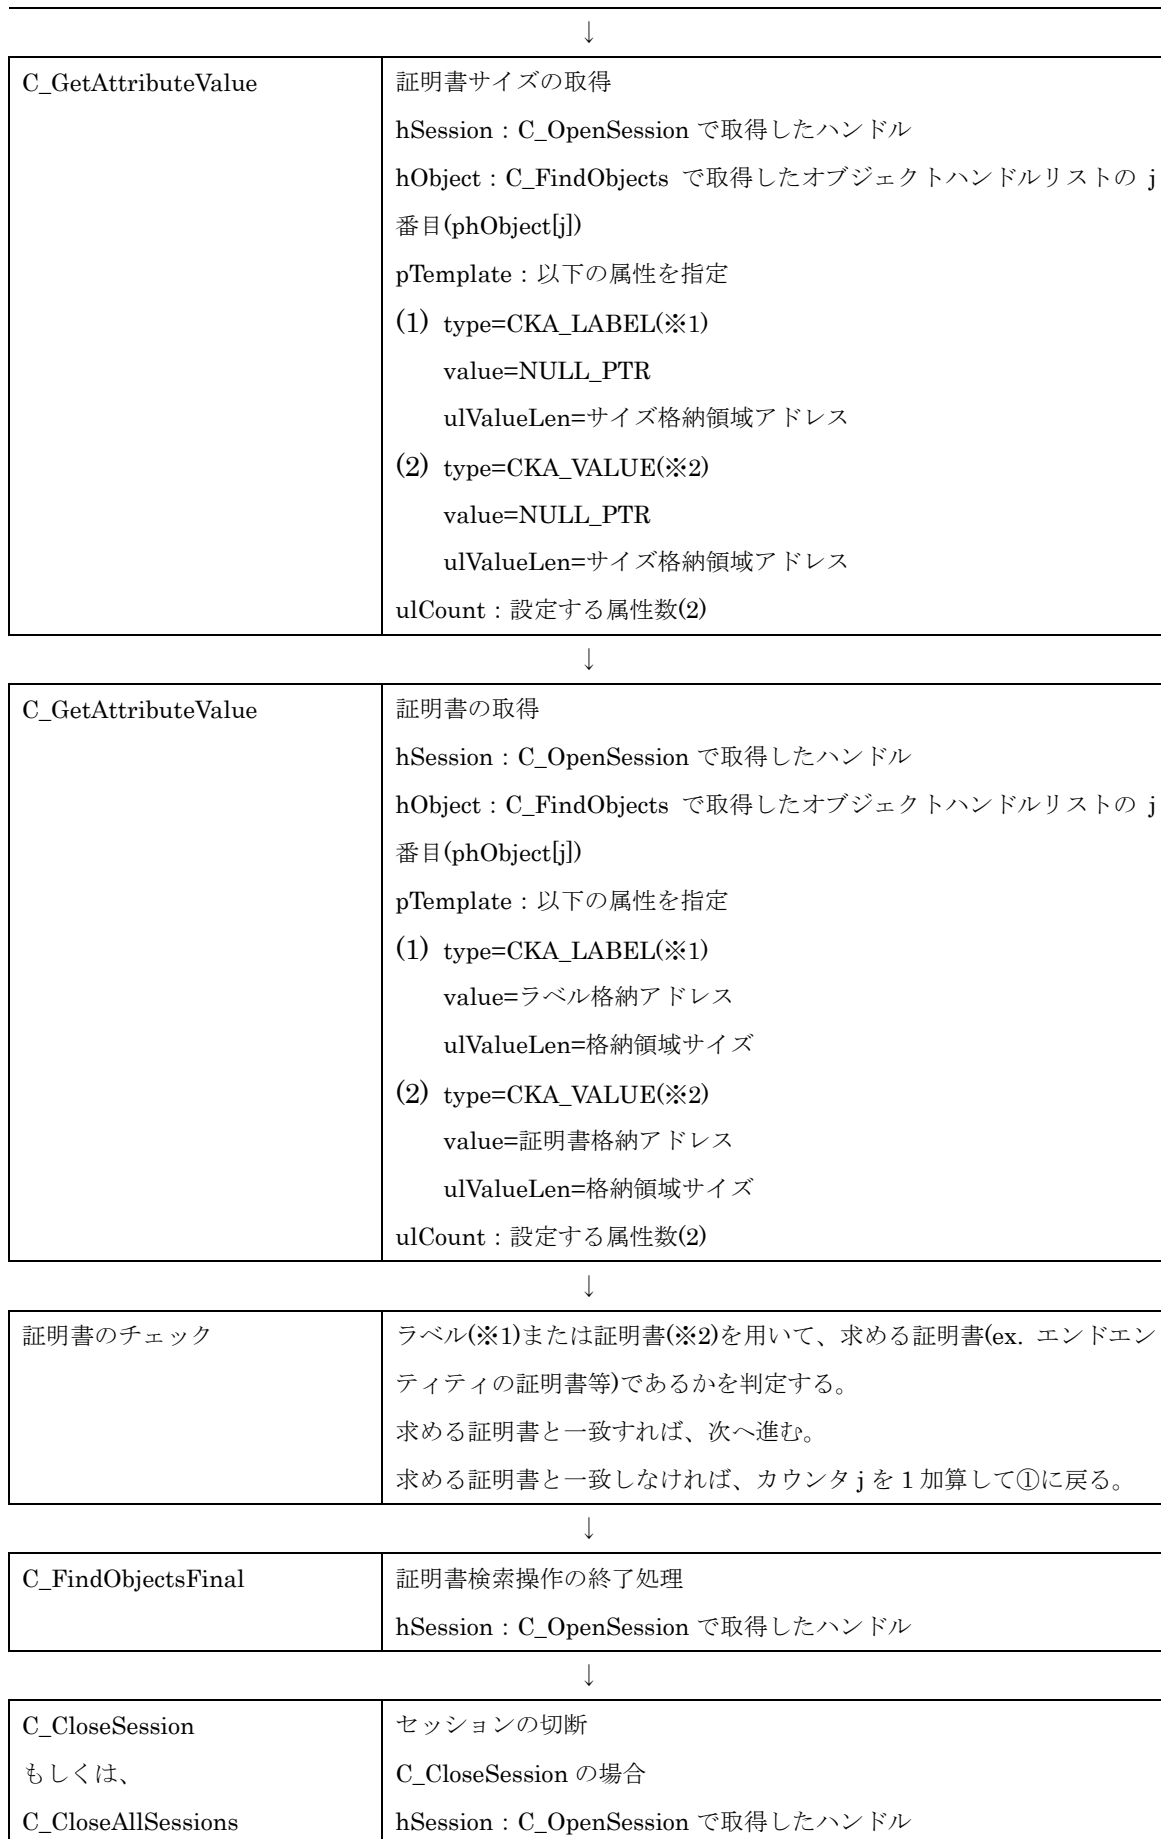 ↓
C_GetAttributeValue
証明書サイズの取得
hSession：C_OpenSession で取得したハンドル
hObject：C_FindObjects で取得したオブジェクトハンドルリストの j
番目(phObject[j])
pTemplate：以下の属性を指定
(1) type=CKA_LABEL(※1)
value=NULL_PTR
ulValueLen=サイズ格納領域アドレス
(2) type=CKA_VALUE(※2)
value=NULL_PTR
ulValueLen=サイズ格納領域アドレス
ulCount：設定する属性数(2)
↓
C_GetAttributeValue
証明書の取得
hSession：C_OpenSession で取得したハンドル
hObject：C_FindObjects で取得したオブジェクトハンドルリストの j
番目(phObject[j])
pTemplate：以下の属性を指定
(1) type=CKA_LABEL(※1)
value=ラベル格納アドレス
ulValueLen=格納領域サイズ
(2) type=CKA_VALUE(※2)
value=証明書格納アドレス
ulValueLen=格納領域サイズ
ulCount：設定する属性数(2)
↓
証明書のチェック
ラベル(※1)または証明書(※2)を用いて、求める証明書(ex. エンドエン
ティティの証明書等)であるかを判定する。
求める証明書と一致すれば、次へ進む。
求める証明書と一致しなければ、カウンタ j を 1 加算して①に戻る。
↓
C_FindObjectsFinal
証明書検索操作の終了処理
hSession：C_OpenSession で取得したハンドル
↓
C_CloseSession
もしくは、
C_CloseAllSessions
セッションの切断
C_CloseSession の場合
hSession：C_OpenSession で取得したハンドル